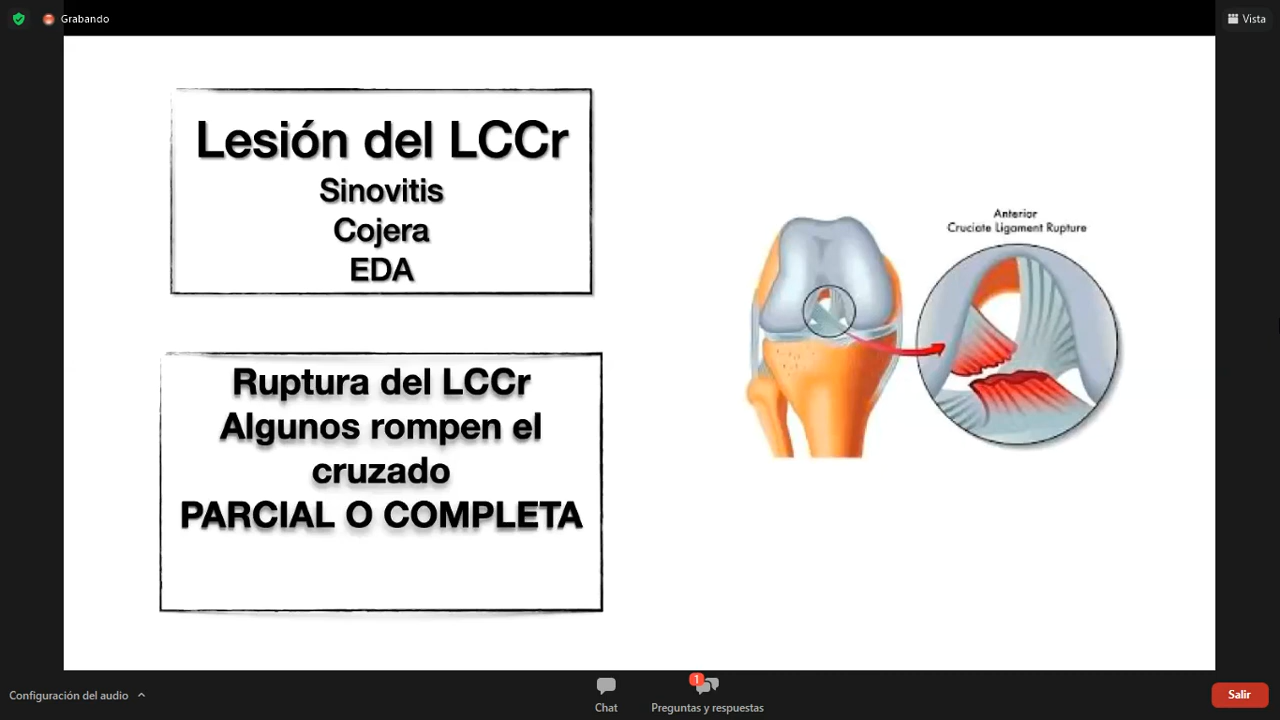 Grabando
Vista
Lesión del LCCr
Sinovitis
Cojera
EDA
Anterior
Cruciate Ligament Rupture
Ruptura del LCCr
Algunos rompen el
cruzado
PARCIAL O COMPLETA
Configuración del audio
Chat
1
Preguntas y respuestas
Salir